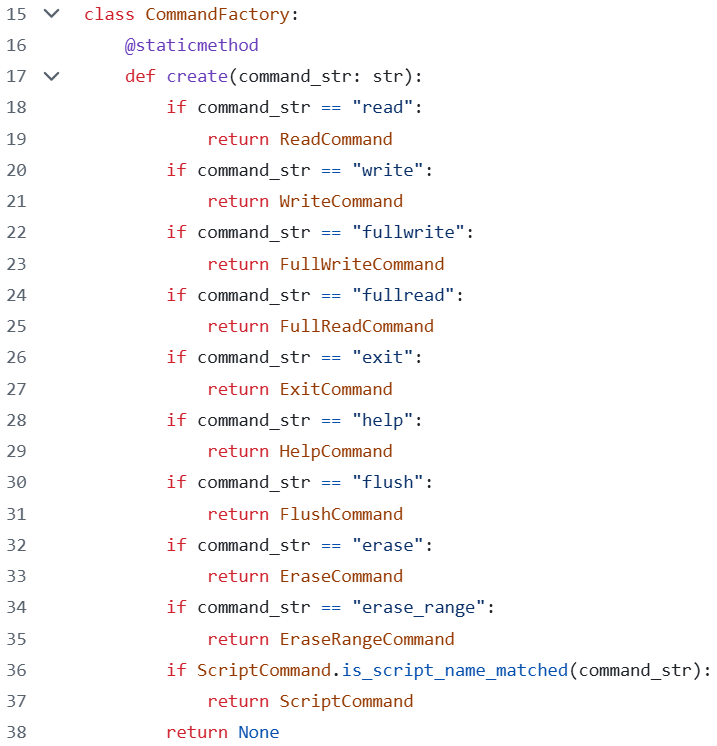 15 class CommandFactory:
16     @staticmethod
17     def create(command_str: str):
18         if command_str == "read":
19             return ReadCommand
20         if command_str == "write":
21             return WriteCommand
22         if command_str == "fullwrite":
23             return FullWriteCommand
24         if command_str == "fullread":
25             return FullReadCommand
26         if command_str == "exit":
27             return ExitCommand
28         if command_str == "help":
29             return HelpCommand
30         if command_str == "flush":
31             return FlushCommand
32         if command_str == "erase":
33             return EraseCommand
34         if command_str == "erase_range":
35             return EraseRangeCommand
36         if ScriptCommand.is_script_name_matched(command_str):
37             return ScriptCommand
38         return None